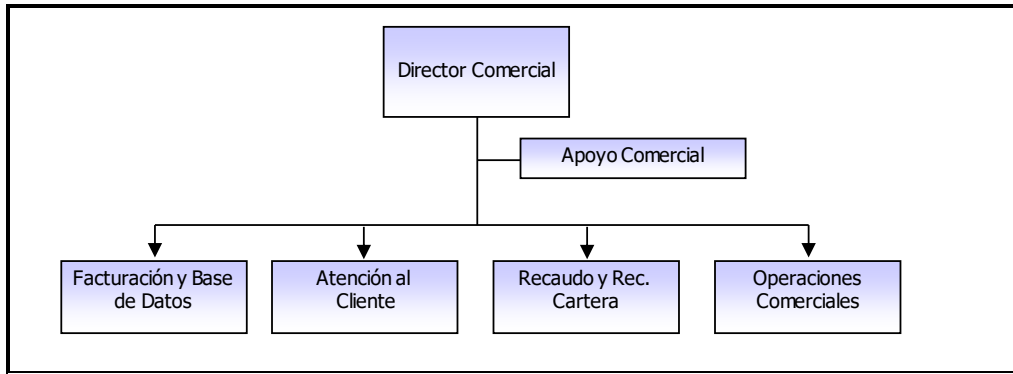 Director Comercial
Apoyo Comercial
Facturación y Base
de Datos
Atención al
Cliente
Recaudo y Rec.
Cartera
Operaciones
Comerciales